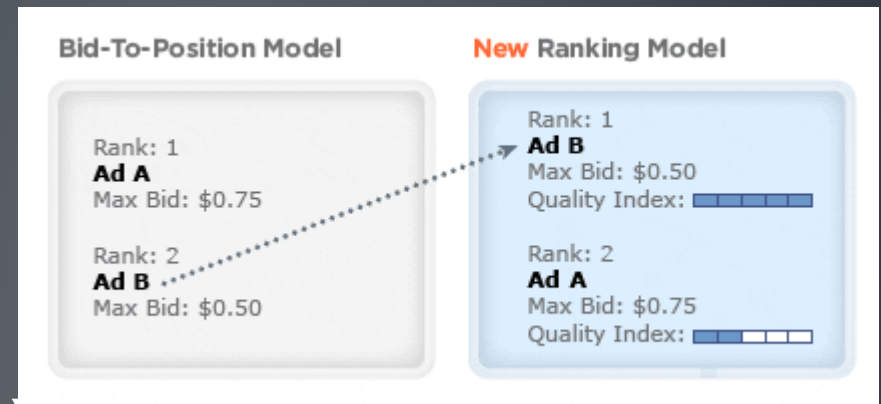 Bid-To-Position Model
Rank: 1
Ad A
Max Bid: $0.75
Rank: 2
Ad B
Max Bid: $0.50
New Ranking Model
Rank: 1
Ad B
Max Bid: $0.50
Quality Index:
Rank: 2
Ad A
Max Bid: $0.75
Quality Index: